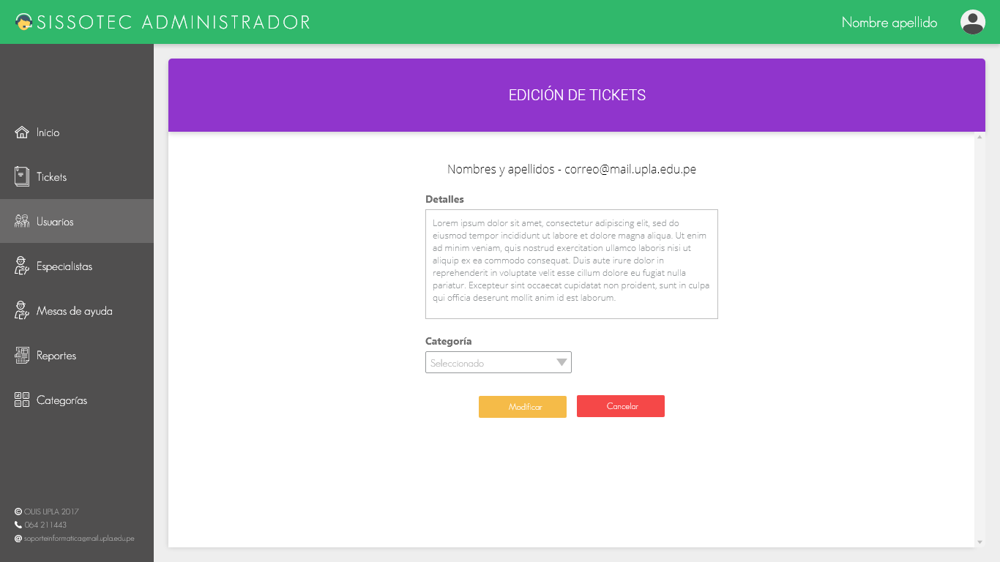 SISSOTEC ADMINISTRADOR
Nombre apellido
Inicio
Tickets
Usuarios
Especialistas
Mesas de ayuda
Reportes
Categorías
OUIS UPLA 2017
064 211443
soporteinformatica@mail.upla.edu.pe
EDICIÓN DE TICKETS
Nombres y apellidos - correo@mail.upla.edu.pe
Detalles
Lorem ipsum dolor sit amet, consectetur adipiscing elit, sed do
eiusmod tempor incididunt ut labore et dolore magna aliqua. Ut enim
ad minim veniam, quis nostrud exercitation ullamco laboris nisi ut
aliquip ex ea commodo consequat. Duis aute irure dolor in
reprehenderit in voluptate velit esse cillum dolore eu fugiat nulla
pariatur. Excepteur sint occaecat cupidatat non proident, sunt in culpa
qui officia deserunt mollit anim id est laborum.
Categoría
Seleccionado
Modificar
Cancelar